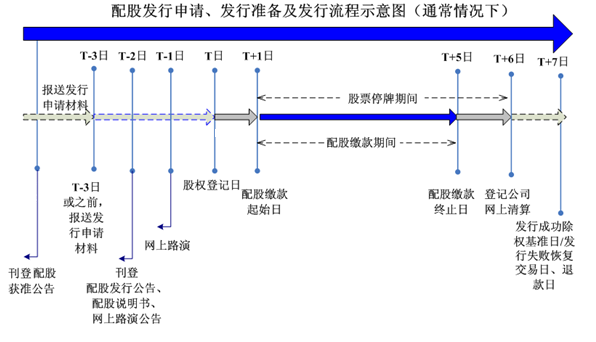 配股发行申请、发行准备及发行流程示意图（通常情况下）
T-3日
T-2日
T-1日
T日
T+1日
T+5日
T+6日
T+7日
报送发行
申请材料
股票停牌期间
配股缴款期间
T-3日
或之前，
报送发
行申请
材料
股权登记日
配股缴款
起始日
配股缴款
终止日
登记公司
网上清算
网上路演
发行成功除
权基准日/发
行失败恢复
交易日、退
款日
刊登配股
获准公告
刊登
配股发行公告、
配股说明书、
网上路演公告